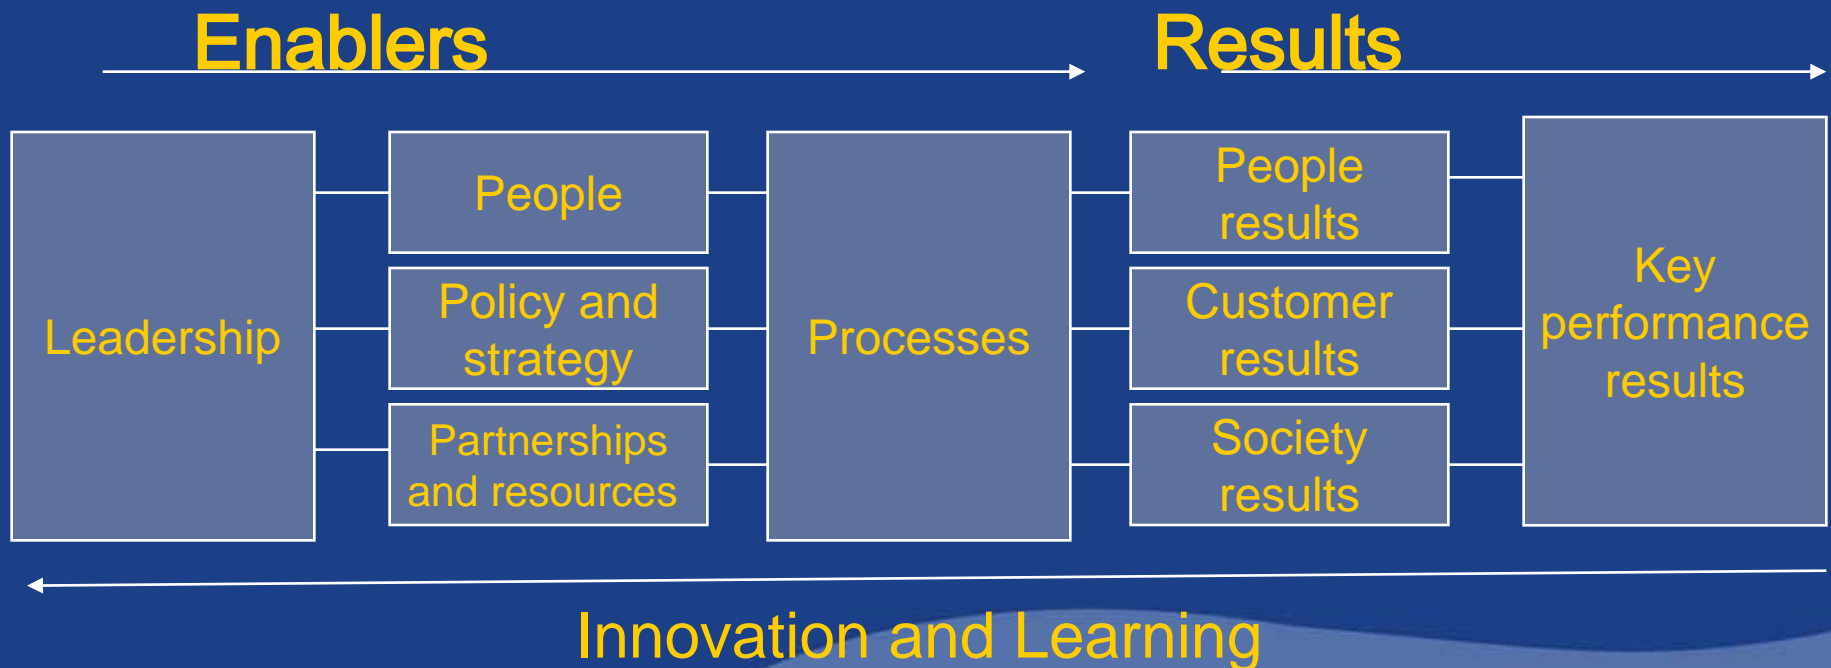 Enablers
Results
Leadership
People
Policy and
strategy
Partnerships
and resources
Processes
People
results
Customer
results
Society
results
Key
performance
results
Innovation and Learning